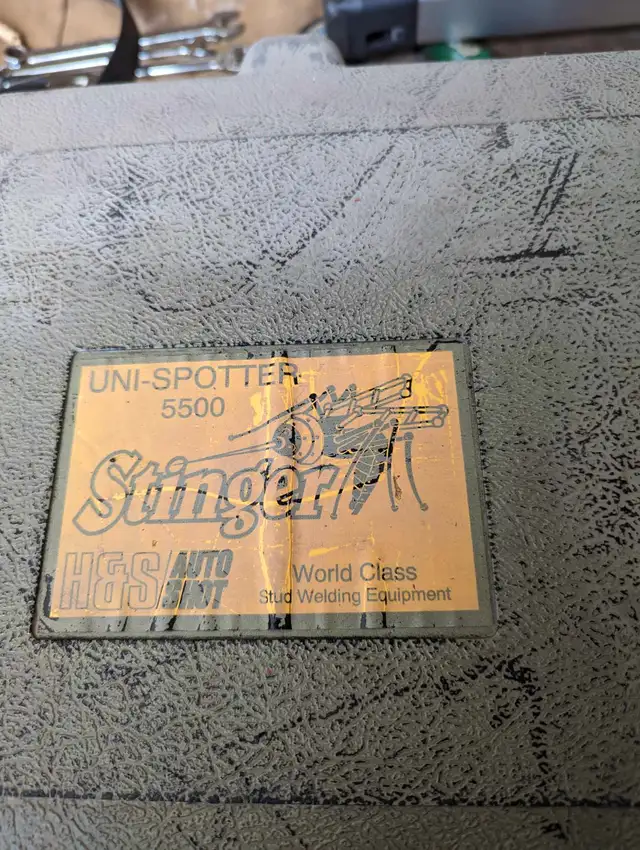 UNI-SPOTTER
5500
Stinger
H&S/AUTO SHOT
World Class
Stud Welding Equipment